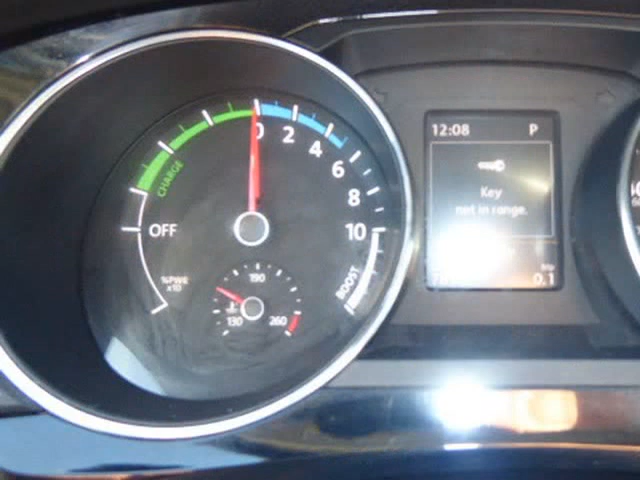 CHARGE
0
2
4
6
8
10
OFF
%PWR
x10
BOOST
190
130
260
12:08 P
Key
not in range.
0.1